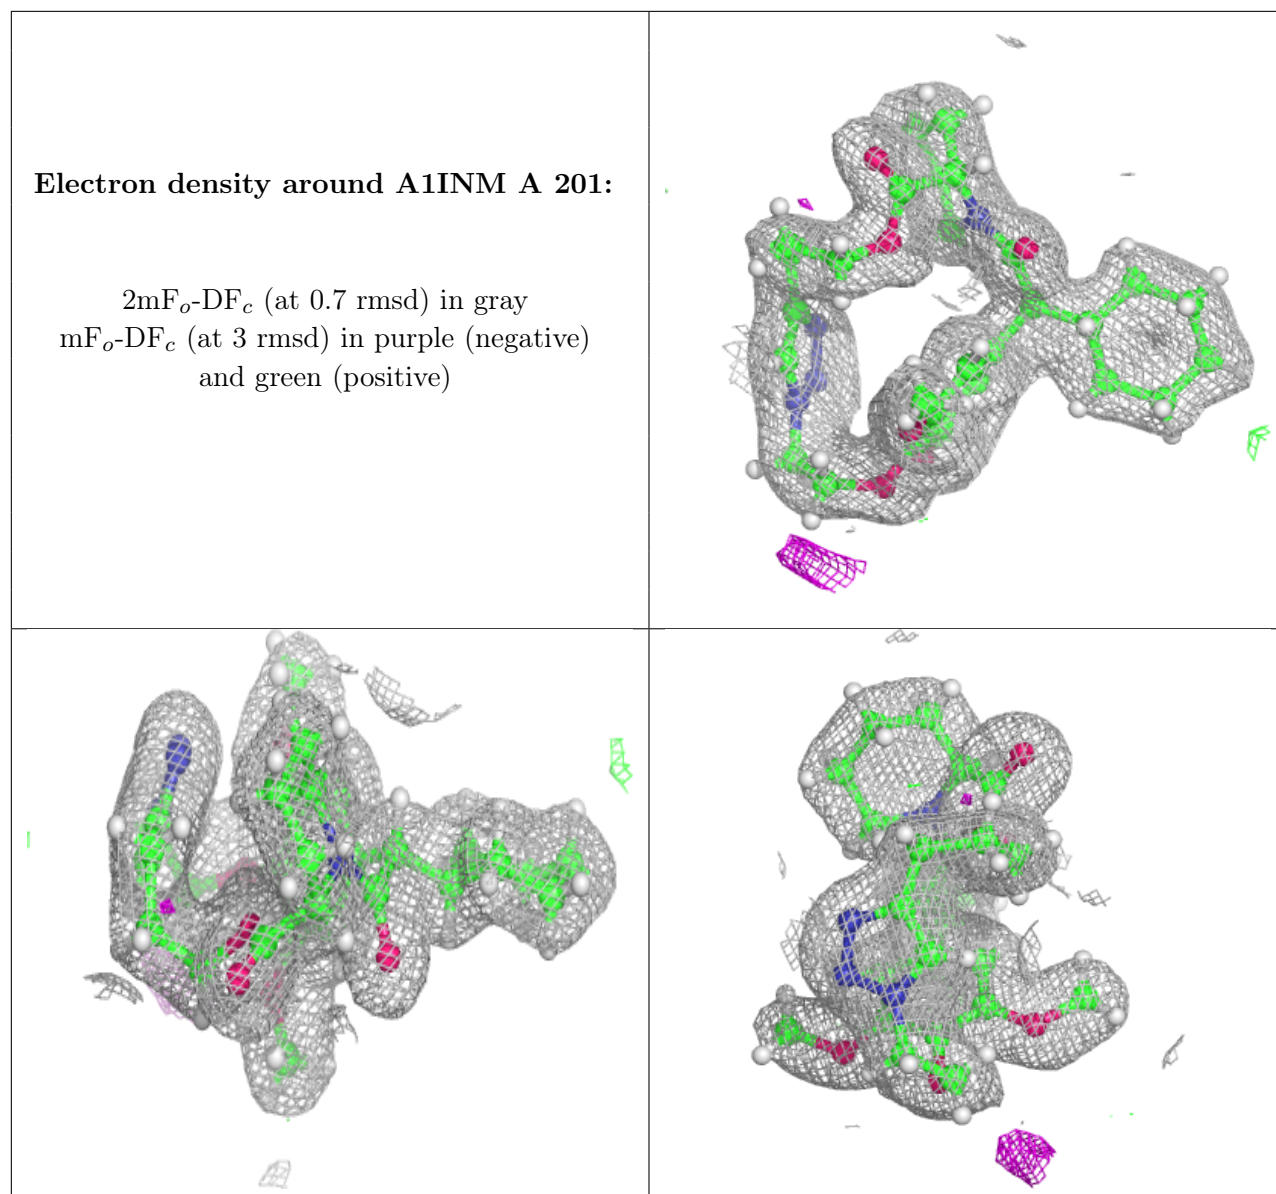 Electron density around A1INM A 201:
2mFo-DFc (at 0.7 rmsd) in gray
mFo-DFc (at 3 rmsd) in purple (negative)
and green (positive)